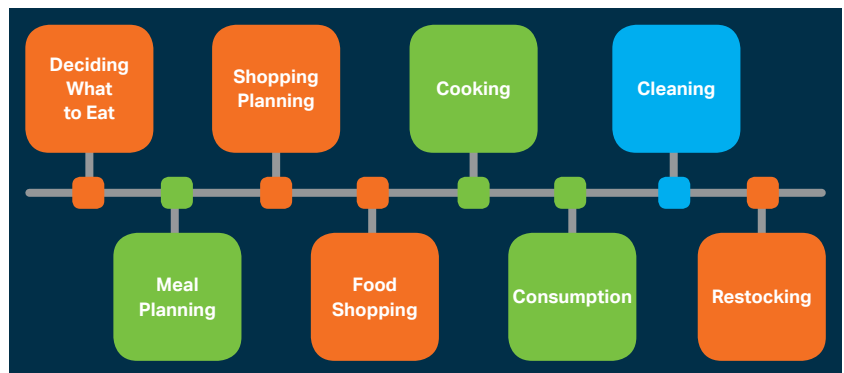 Deciding
What
to Eat
Meal
Planning
Shopping
Planning
Food
Shopping
Cooking
Consumption
Cleaning
Restocking